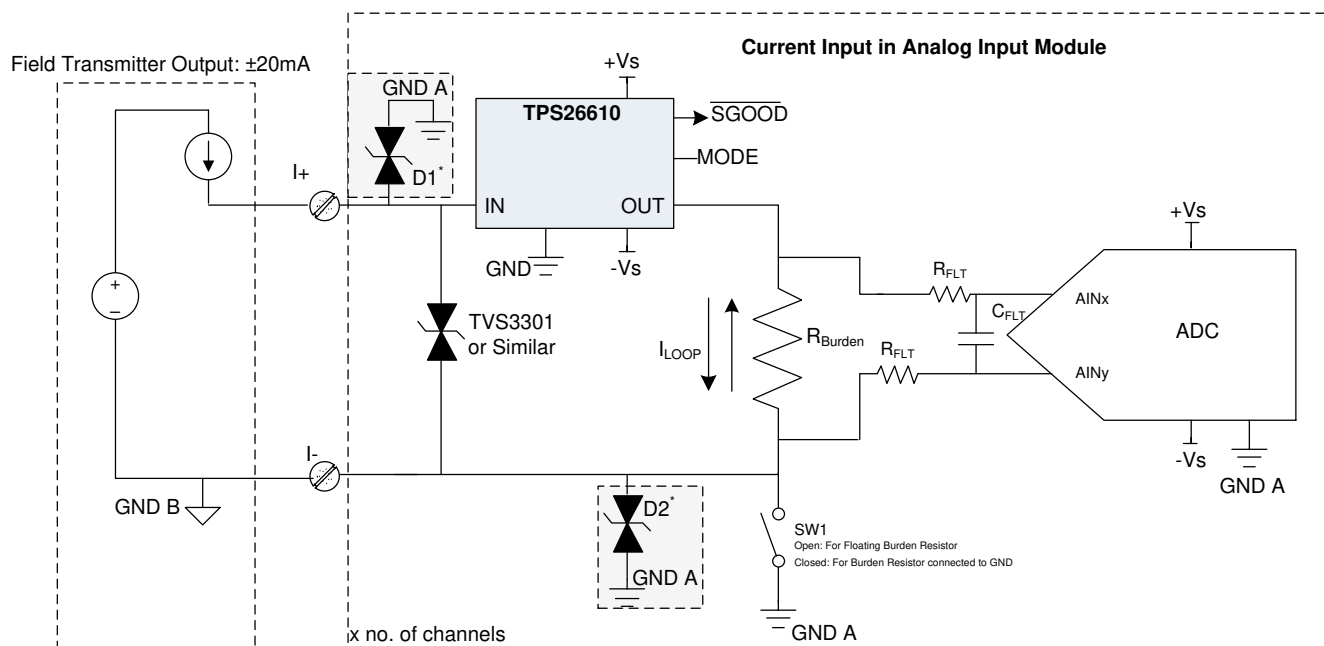 Current Input in Analog Input Module
Field Transmitter Output: ±20mA
+Vs
GND A
TPS26610
SGOOD
MODE
D1*
I+
IN
OUT
GND
-Vs
+Vs
RFLT
AINx
CFLT
+
–
TVS3301
or Similar
ILOOP
RBurden
RFLT
ADC
AINy
I-
-Vs
GND A
GND B
D2*
GND A
SW1
Open: For Floating Burden Resistor
Closed: For Burden Resistor connected to GND
GND A
x no. of channels